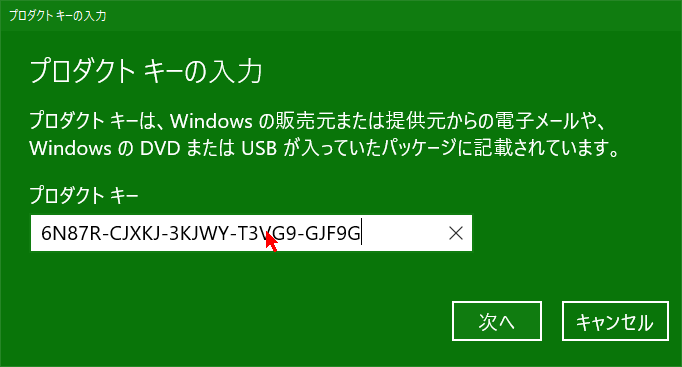 プロダクト キーの入力
プロダクト キーの入力
プロダクト キーは、Windows の販売元または提供元からの電子メールや、
Windows の DVD または USB が入っていたパッケージに記載されています。
プロダクト キー
6N87R-CJXKJ-3KJWY-T3VG9-GJF9G
次へ
キャンセル